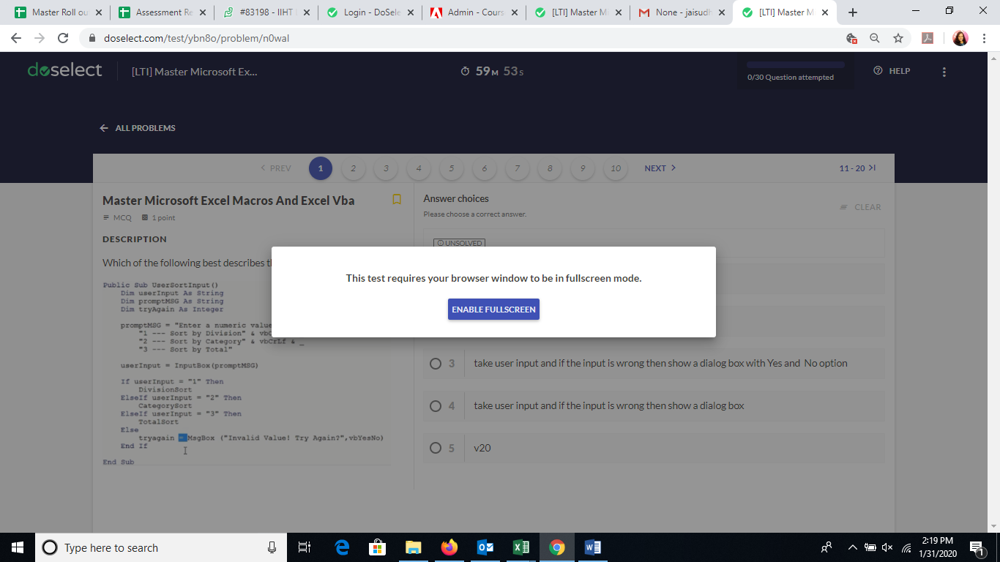 Master Roll ou
Assessment Re
#83198 - IIHT
Login - DoSele
Admin - Cours
[LTI] Master M
None - jaisudh
[LTI] Master M
doselect.com/test/ybn8o/problem/n0wal
doselect
[LTI] Master Microsoft Ex...
59 M 53 s
0/30 Question attempted
HELP
ALL PROBLEMS
PREV
1 2 3 4 5 6 7 8 9 10
NEXT
11 - 20
Master Microsoft Excel Macros And Excel Vba
MCQ
1 point
DESCRIPTION
Which of the following best describes t
Public Sub UserSortInput()
Dim userInput As String
Dim promptMSG As String
Dim tryAgain As Integer
promptMSG = "Enter a numeric value
"1 --- Sort by Division" & vbC
"2 --- Sort by Category" & vbCrLf & _
"3 --- Sort by Total"
userInput = InputBox(promptMSG)
If userInput = "1" Then
DivisionSort
ElseIf userInput = "2" Then
CategorySort
ElseIf userInput = "3" Then
TotalSort
Else
tryagain = MsgBox ("Invalid Value! Try Again?",vbYesNo)
End If
End Sub
Answer choices
Please choose a correct answer.
CLEAR
UNSOLVED
This test requires your browser window to be in fullscreen mode.
ENABLE FULLSCREEN
3 take user input and if the input is wrong then show a dialog box with Yes and No option
4 take user input and if the input is wrong then show a dialog box
5 v20
Type here to search
2:19 PM
1/31/2020
1